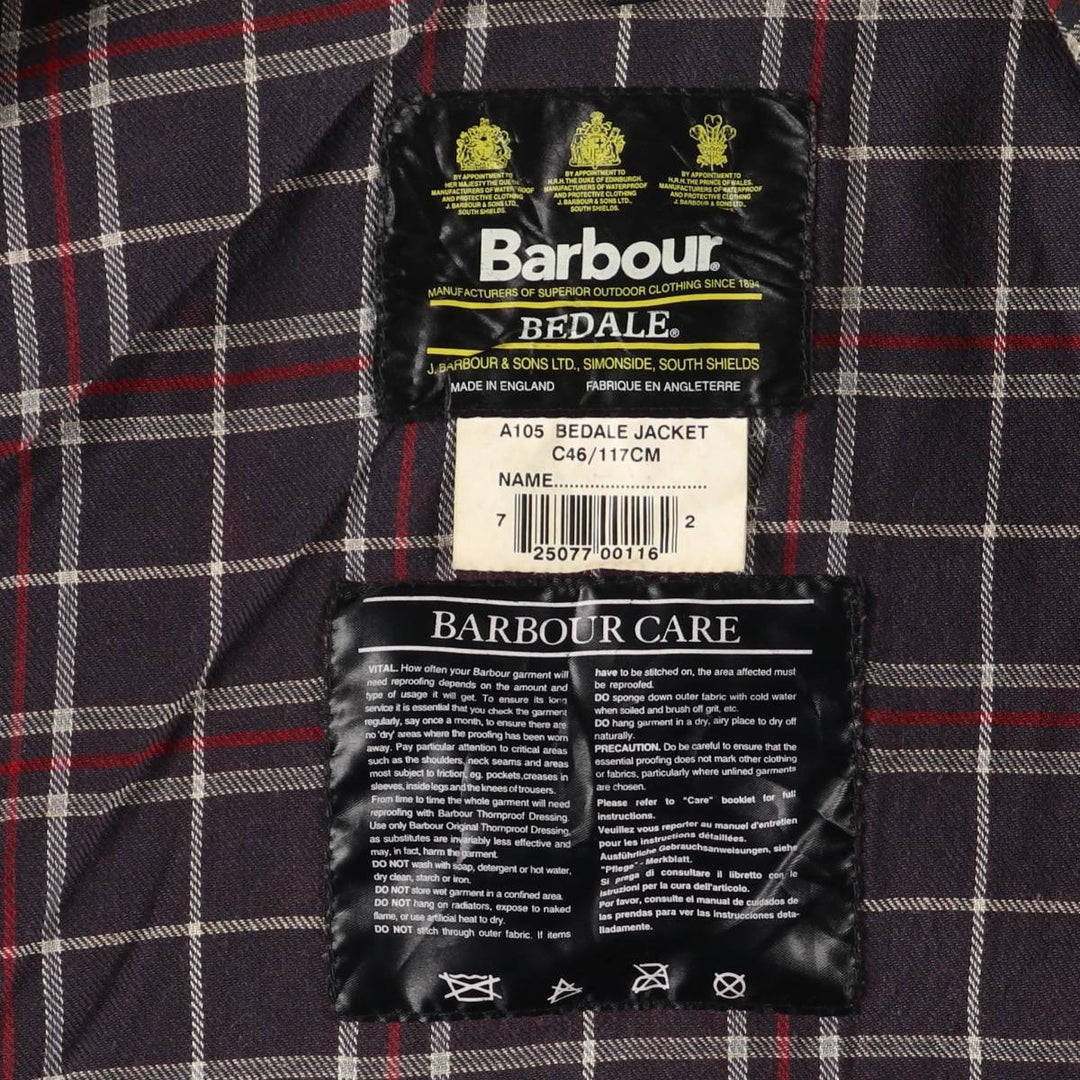 BY APPOINTMENT TO
HER MAJESTY THE QUEEN.
MANUFACTURERS OF WATERPROOF
AND PROTECTIVE CLOTHING
J. BARBOUR & SONS LTD.,
SOUTH SHIELDS.
BY APPOINTMENT TO
H.R.H. THE DUKE OF EDINBURGH.
MANUFACTURERS OF WATERPROOF
AND PROTECTIVE CLOTHING
J. BARBOUR & SONS LTD.
SOUTH SHIELDS.
BY APPOINTMENT TO
H.R.H. THE PRINCE OF WALES.
MANUFACTURERS OF WATERPROOF
AND PROTECTIVE CLOTHING
J. BARBOUR & SONS LTD.
SOUTH SHIELDS.
Barbour®
MANUFACTURERS OF SUPERIOR OUTDOOR CLOTHING SINCE 1894
BEDALE®
J. BARBOUR & SONS LTD., SIMONSIDE, SOUTH SHIELDS
MADE IN ENGLAND FABRIQUE EN ANGLETERRE
A105 BEDALE JACKET
C46/117CM
NAME..............................
7 25077 00116 2
BARBOUR CARE
VITAL. How often your Barbour garment will
need reproofing depends on the amount and
type of usage it will get. To ensure its long
service it is essential that you check the garment
regularly, say once a month, to ensure there are
no 'dry' areas where the proofing has been worn
away. Pay particular attention to critical areas
such as the shoulders, neck seams and areas
most subject to friction, eg. pockets, creases in
sleeves, inside legs and the knees of trousers.
From time to time the whole garment will need
reproofing with Barbour Thornproof Dressing.
Use only Barbour Original Thornproof Dressing,
as substitutes are invariably less effective and
may, in fact, harm the garment.
DO NOT wash with soap, detergent or hot water,
dry clean, starch or iron.
DO NOT store wet garment in a confined area.
DO NOT hang on radiators, expose to naked
flame, or use artificial heat to dry.
DO NOT stitch through outer fabric. If items
have to be stitched on, the area affected must
be reproofed.
DO sponge down outer fabric with cold water
when soiled and brush off grit, etc.
DO hang garment in a dry, airy place to dry off
naturally.
PRECAUTION. Do be careful to ensure that the
essential proofing does not mark other clothing
or fabrics, particularly where unlined garments
are chosen.
Please refer to "Care" booklet for full
instructions.
Veuillez vous reporter au manuel d'entretien
pour les instructions détaillées.
Ausführliche Gebrauchsanweisungen, siehe
"Pflege" - Merkblatt.
Si prega di consultare il libretto con le
istruzioni per la cura dell'articolo.
Por favor, consulte el manual de cuidados de
las prendas para ver las instrucciones deta-
lladamente.